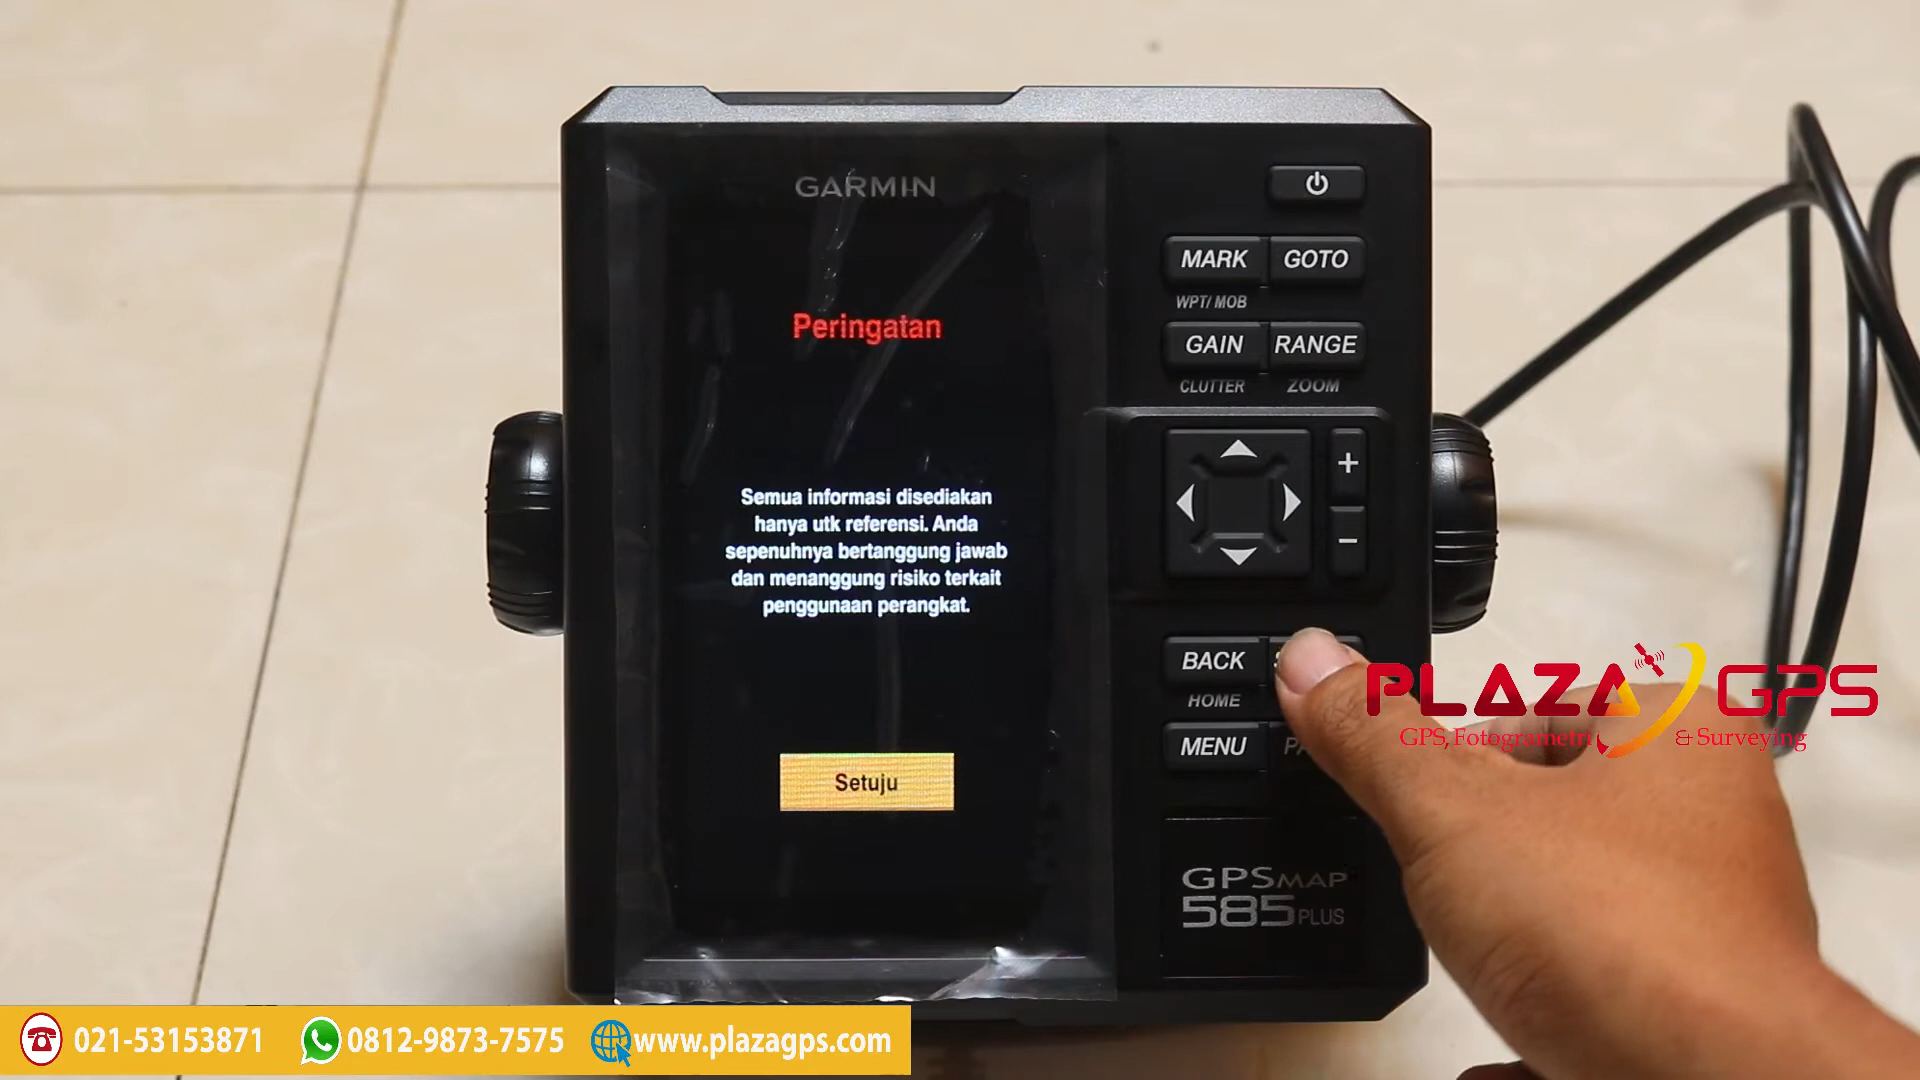 GARMIN
Peringatan
Semua informasi disediakan
hanya utk referensi. Anda
sepenuhnya bertanggung jawab
dan menanggung risiko terkait
penggunaan perangkat.
Setuju
MARK GOTO
WPT/ MOB
GAIN RANGE
CLUTTER ZOOM
+
-
BACK
HOME
MENU
GPSMAP
585 PLUS
PLAZA GPS
GPS, Fotogrametri & Surveying
021-53153871 0812-9873-7575 www.plazagps.com